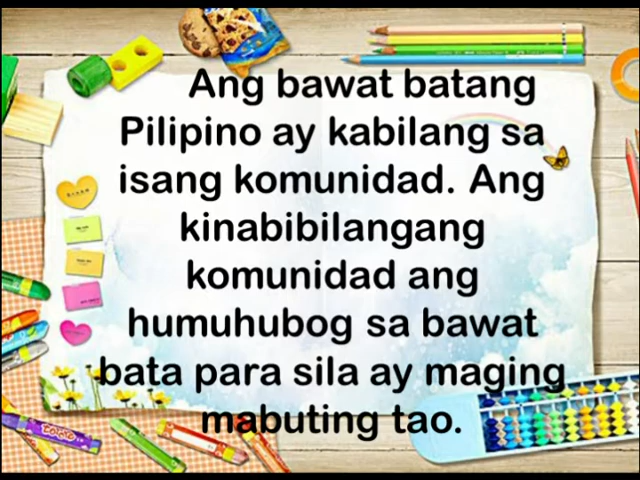 Ang bawat batang
Pilipino ay kabilang sa
isang komunidad. Ang
kinabibilangang
komunidad ang
humuhubog sa bawat
bata para sila ay maging
mabuting tao.